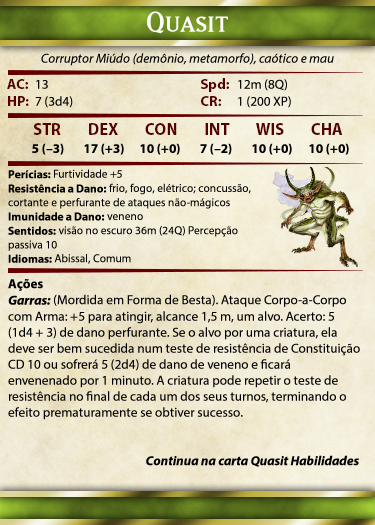 QUASIT
Corruptor Miúdo (demônio, metamorfo), caótico e mau
AC: 13 Spd: 12m (8Q)
HP: 7 (3d4) CR: 1 (200 XP)
STR DEX CON INT WIS CHA
5 (–3) 17 (+3) 10 (+0) 7 (–2) 10 (+0) 10 (+0)
Perícias: Furtividade +5
Resistência a Dano: frio, fogo, elétrico; concussão,
cortante e perfurante de ataques não-mágicos
Imunidade a Dano: veneno
Sentidos: visão no escuro 36m (24Q) Percepção
passiva 10
Idiomas: Abissal, Comum
Ações
Garras: (Mordida em Forma de Besta). Ataque Corpo-a-Corpo
com Arma: +5 para atingir, alcance 1,5 m, um alvo. Acerto: 5
(1d4 + 3) de dano perfurante. Se o alvo por uma criatura, ela
deve ser bem sucedida num teste de resistência de Constituição
CD 10 ou sofrerá 5 (2d4) de dano de veneno e ficará
envenenado por 1 minuto. A criatura pode repetir o teste de
resistência no final de cada um dos seus turnos, terminando o
efeito prematuramente se obtiver sucesso.
Continua na carta Quasit Habilidades